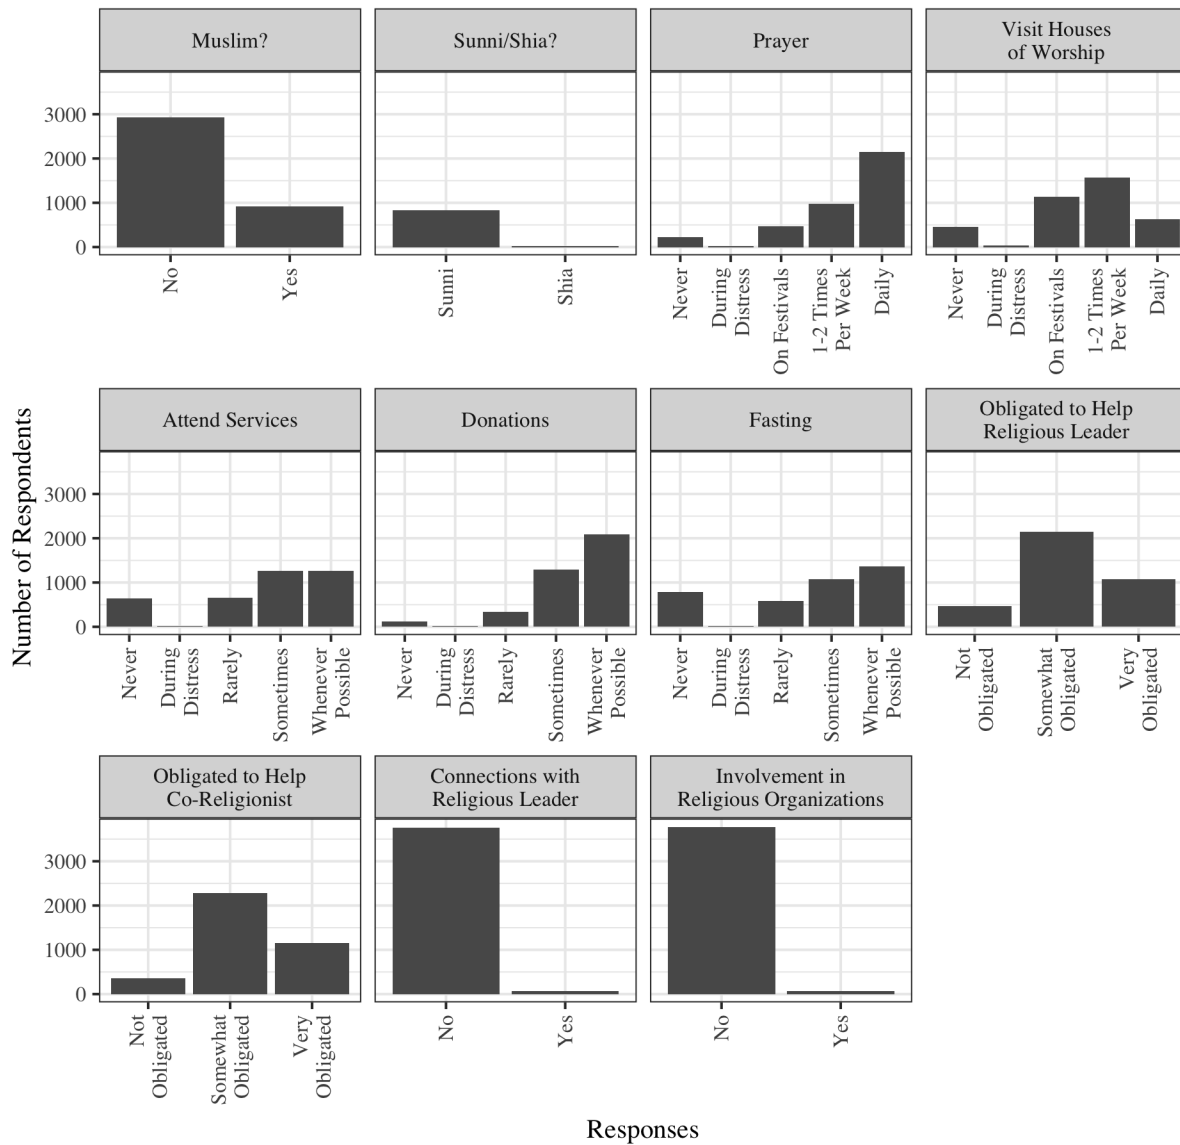 Muslim?
Sunni/Shia?
Prayer
Visit Houses
of Worship
3000
2000
1000
0
No
Yes
Sunni
Shia
Never
During
Distress
On Festivals
1-2 Times
Per Week
Daily
Never
During
Distress
On Festivals
1-2 Times
Per Week
Daily
Number of Respondents
Attend Services
Donations
Fasting
Obligated to Help
Religious Leader
3000
2000
1000
0
Never
During
Distress
Rarely
Sometimes
Whenever
Possible
Never
During
Distress
Rarely
Sometimes
Whenever
Possible
Never
During
Distress
Rarely
Sometimes
Whenever
Possible
Not
Obligated
Somewhat
Obligated
Very
Obligated
Obligated to Help
Co-Religionist
Connections with
Religious Leader
Involvement in
Religious Organizations
3000
2000
1000
0
Not
Obligated
Somewhat
Obligated
Very
Obligated
No
Yes
No
Yes
Responses